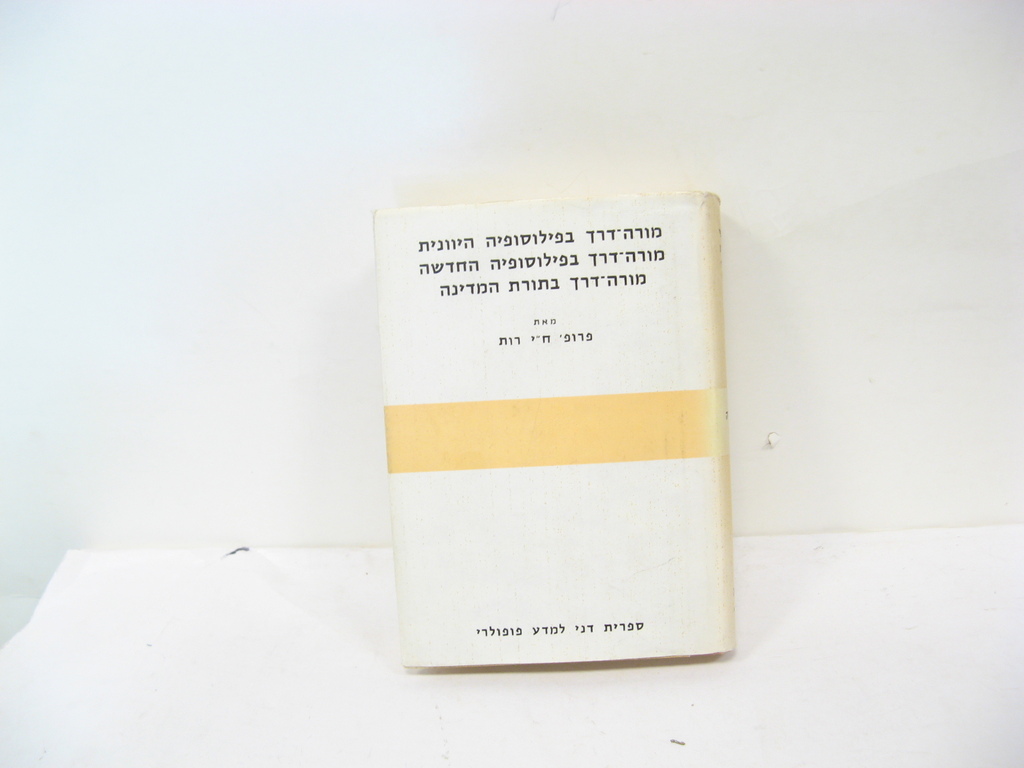 מורה־דרך בפילוסופיה היוונית
מורה־דרך בפילוסופיה החדשה
מורה־דרך בתורת המדינה
מאת
פרופ' ח"י רות
ספרית דני למדע פופולרי